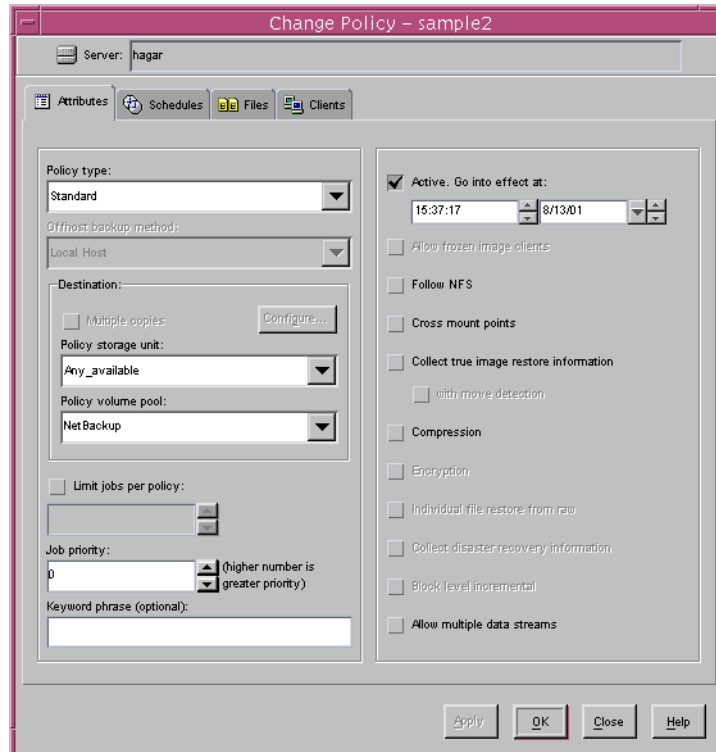 Change Policy – sample2
Server: hagar
Attributes
Schedules
Files
Clients
Policy type:
Standard
Offhost backup method:
Local Host
Destination:
Multiple copies
Configure...
Policy storage unit:
Any_available
Policy volume pool:
NetBackup
Limit jobs per policy:
Job priority:
0
(higher number is
greater priority)
Keyword phrase (optional):
Active. Go into effect at:
15:37:17 8/13/01
Allow frozen image clients
Follow NFS
Cross mount points
Collect true image restore information
with move detection
Compression
Encryption
Individual file restore from raw
Collect disaster recovery information
Block level incremental
Allow multiple data streams
Apply
OK
Close
Help